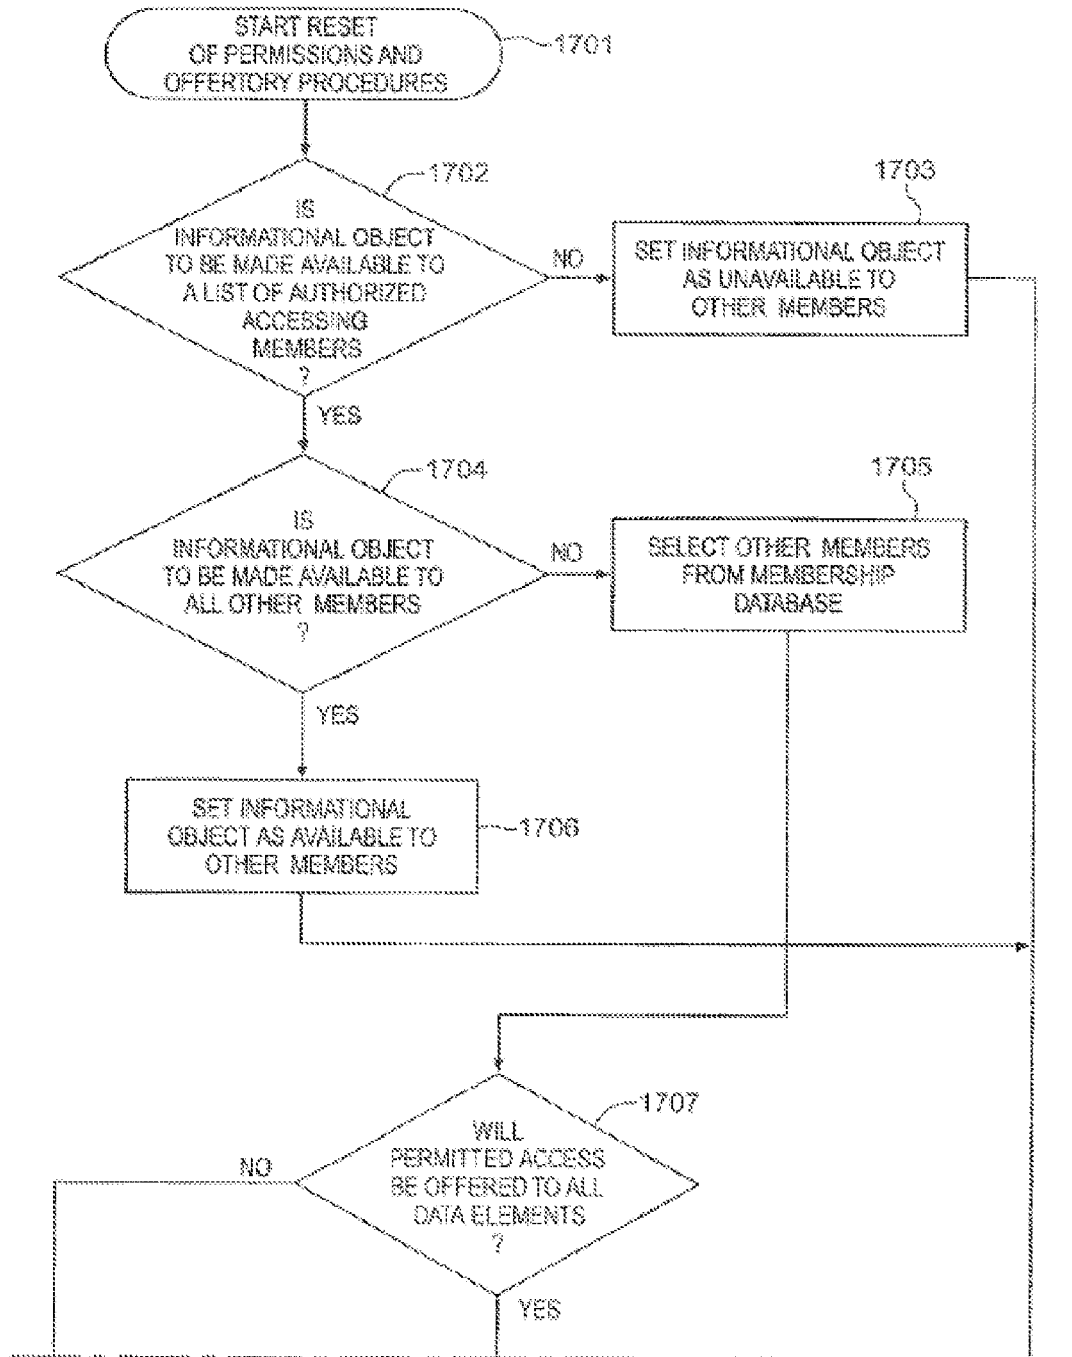 START RESET
OF PERMISSIONS AND
OFFERTORY PROCEDURES
1701
1702
IS
INFORMATIONAL OBJECT
TO BE MADE AVAILABLE TO
A LIST OF AUTHORIZED
ACCESSING
MEMBERS
?
NO
1703
SET INFORMATIONAL OBJECT
AS UNAVAILABLE TO
OTHER MEMBERS
YES
1704
IS
INFORMATIONAL OBJECT
TO BE MADE AVAILABLE TO
ALL OTHER MEMBERS
?
NO
1705
SELECT OTHER MEMBERS
FROM MEMBERSHIP
DATABASE
YES
SET INFORMATIONAL
OBJECT AS AVAILABLE TO
OTHER MEMBERS
1706
1707
WILL
PERMITTED ACCESS
BE OFFERED TO ALL
DATA ELEMENTS
?
NO
YES